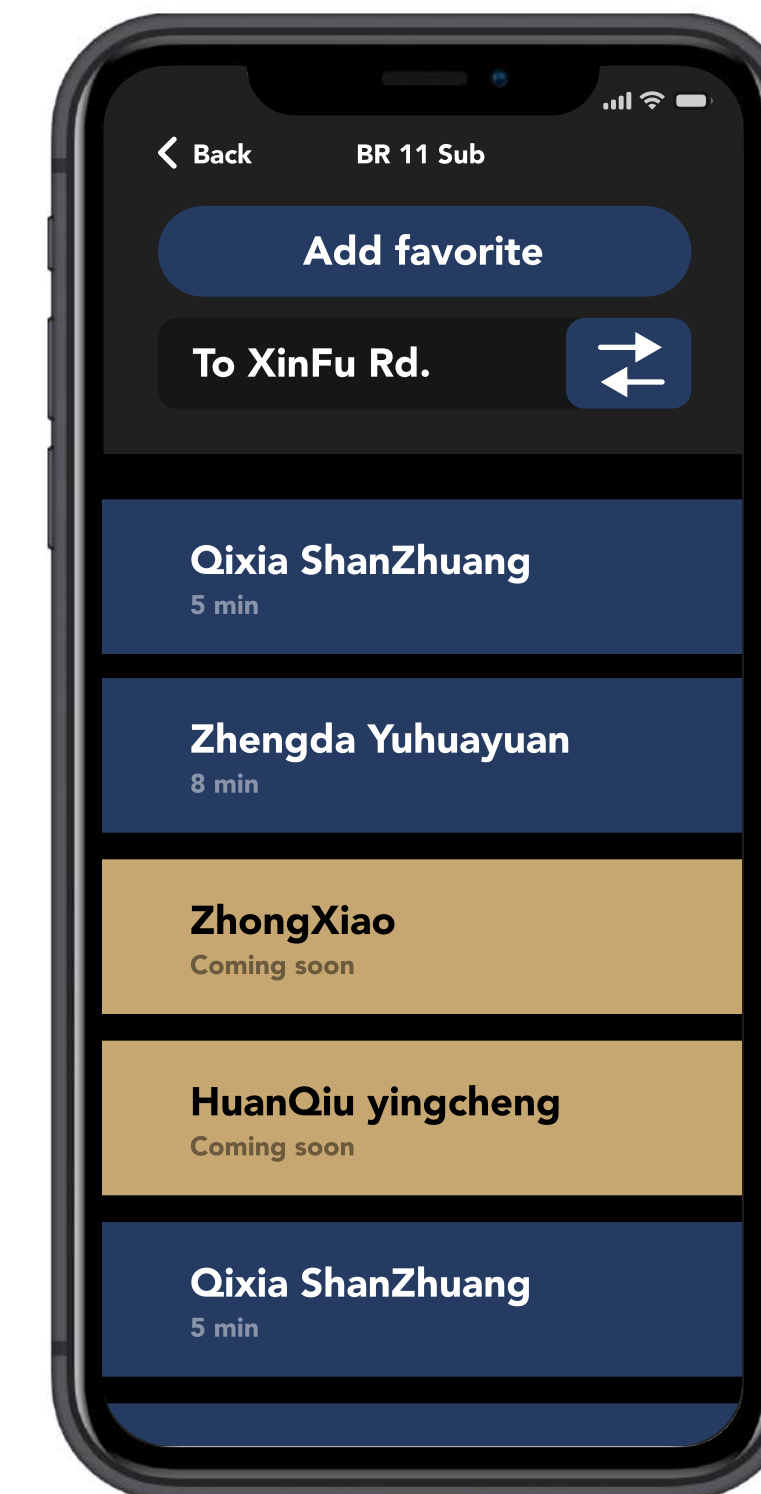 Back
BR 11 Sub
Add favorite
To XinFu Rd.
Qixia ShanZhuang
5 min
Zhengda Yuhuayuan
8 min
ZhongXiao
Coming soon
HuanQiu yingcheng
Coming soon
Qixia ShanZhuang
5 min